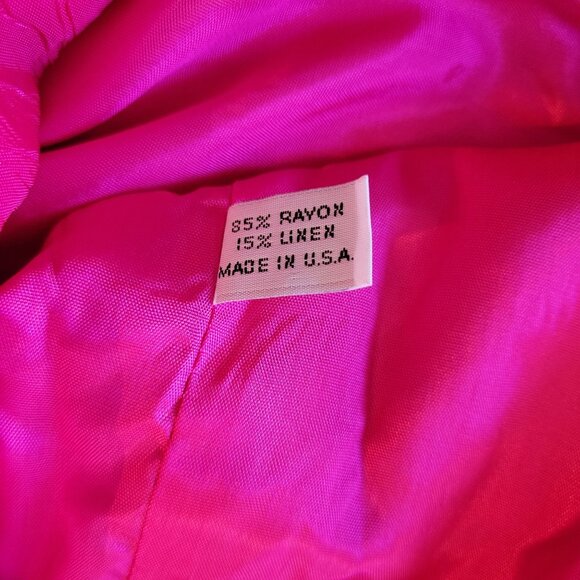 85% RAYON
15% LINEN
MADE IN U.S.A.